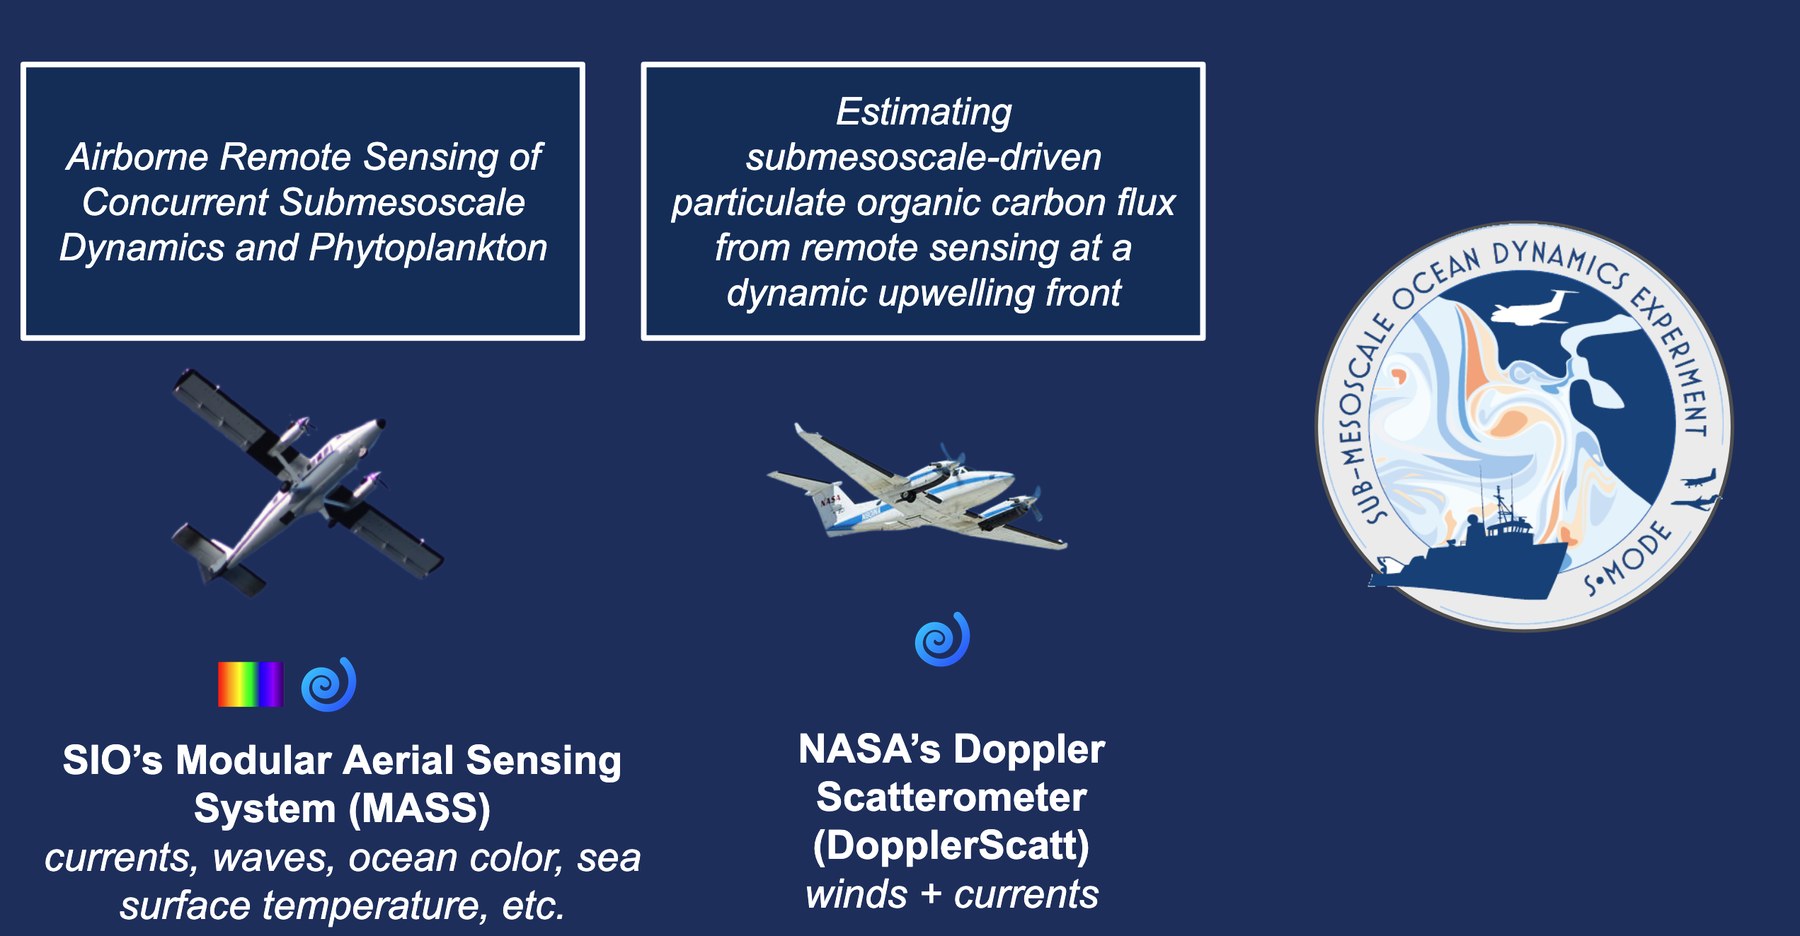 Airborne Remote Sensing of
Concurrent Submesoscale
Dynamics and Phytoplankton
Estimating
submesoscale-driven
particulate organic carbon flux
from remote sensing at a
dynamic upwelling front
SUB-MESOSCALE OCEAN DYNAMICS EXPERIMENT
S•MODE
NASA
SIO’s Modular Aerial Sensing
System (MASS)
currents, waves, ocean color, sea
surface temperature, etc.
NASA’s Doppler
Scatterometer
(DopplerScatt)
winds + currents